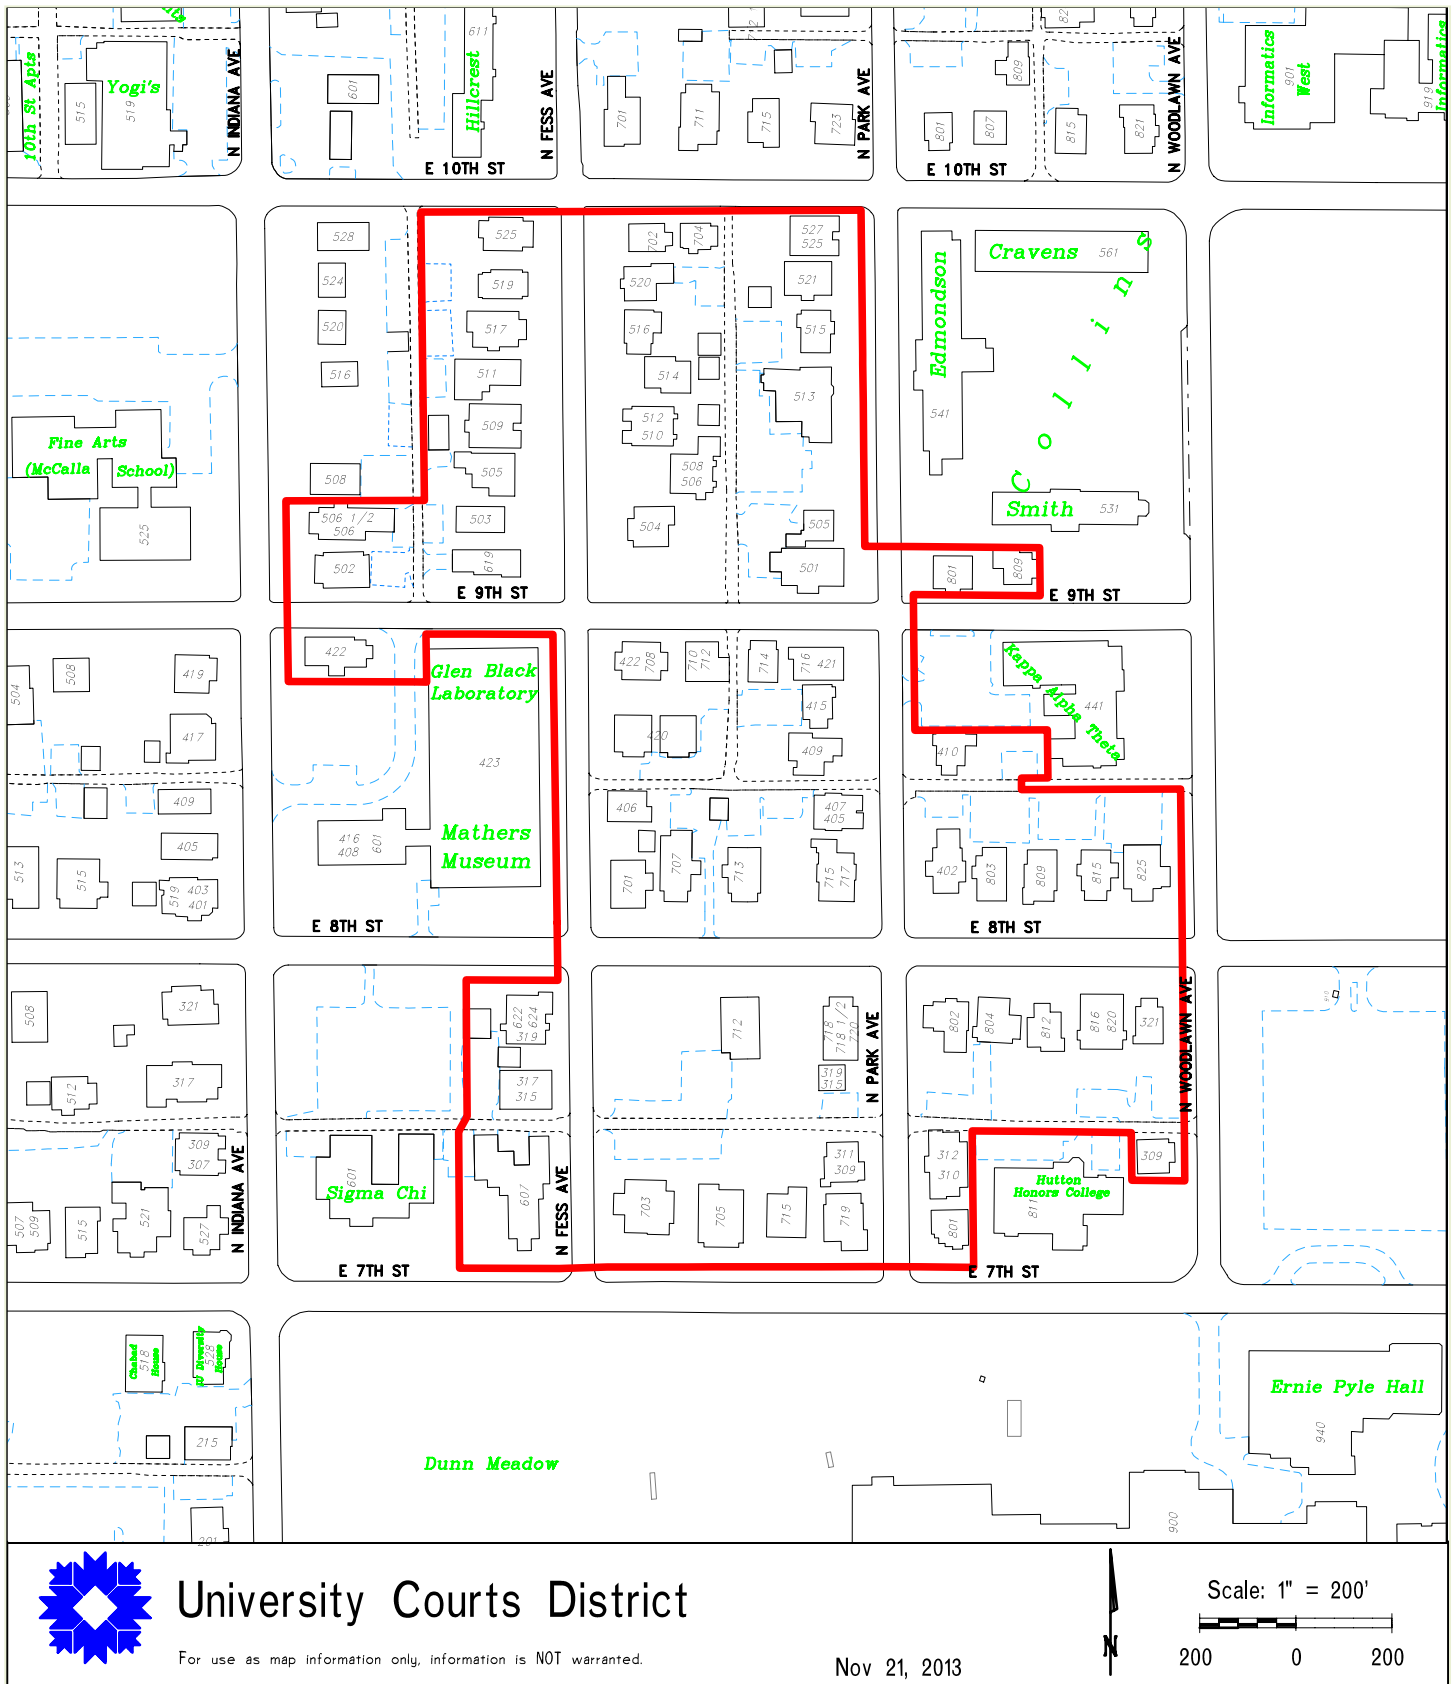 10th St Apts
515
519
Yogi's
N INDIANA AVE
601
611
Hillcrest
N FESS AVE
E 10TH ST
701
711
715
723
N PARK AVE
801
807
809
815
821
N WOODLAWN AVE
E 10TH ST
Informatics
West
901
919
Informatics
528
524
520
516
508
506 1/2
506
502
525
519
517
511
509
505
503
619
E 9TH ST
702
704
520
516
514
512
510
508
506
504
527
525
521
515
513
505
501
Edmondson
541
Cravens 561
Collins
Smith 531
801
809
E 9TH ST
Fine Arts
(McCalla School)
525
504
508
419
417
409
405
513
515
519
403
401
422
Glen Black
Laboratory
423
416
408
601
Mathers
Museum
E 8TH ST
422
708
710
712
714
716
421
415
420
409
406
407
405
701
707
713
715
717
Kappa Alpha Theta
441
410
402
803
809
815
825
E 8TH ST
508
321
512
317
309
307
507
509
515
521
527
N INDIANA AVE
622
624
319
317
315
601
Sigma Chi
607
N FESS AVE
E 7TH ST
712
718
718 1/2
720
319
315
311
309
703
705
715
719
N PARK AVE
802
804
812
816
820
321
N WOODLAWN AVE
312
310
801
309
Hutton
Honors College
811
E 7TH ST
Chabad
House
518
IU Diversity
House
528
215
201
Dunn Meadow
Ernie Pyle Hall
940
900
University Courts District
For use as map information only, information is NOT warranted.
Nov 21, 2013
N
Scale: 1" = 200'
200 0 200